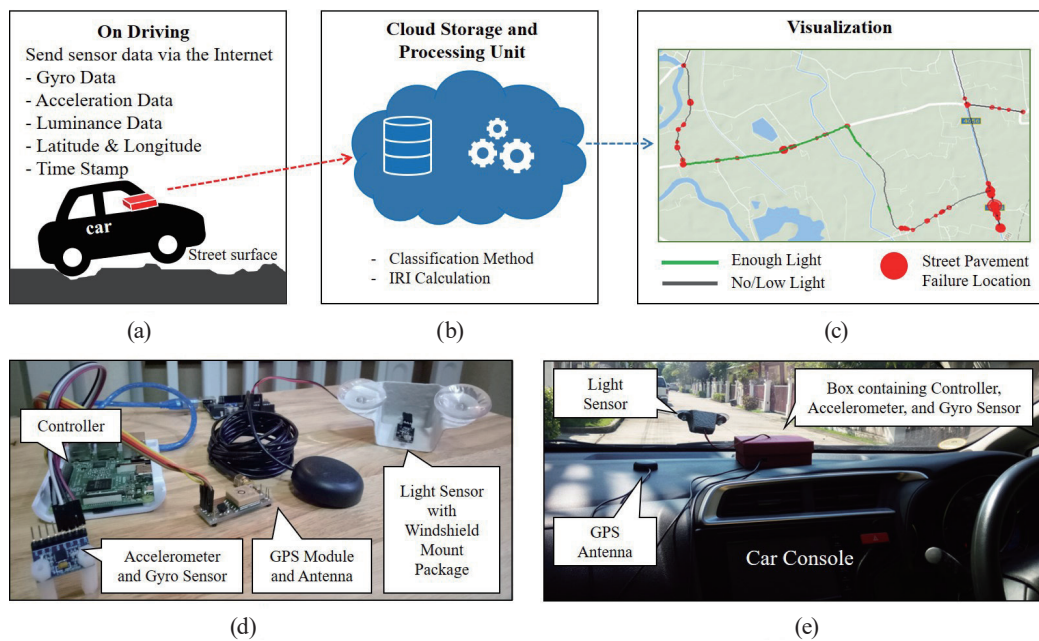 On Driving
Send sensor data via the Internet
- Gyro Data
- Acceleration Data
- Luminance Data
- Latitude & Longitude
- Time Stamp
car
Street surface
(a)
Cloud Storage and
Processing Unit
- Classification Method
- IRI Calculation
(b)
Visualization
Enough Light
No/Low Light
Street Pavement
Failure Location
(c)
Controller
Accelerometer
and Gyro Sensor
GPS Module
and Antenna
Light Sensor
with
Windshield
Mount
Package
(d)
Light
Sensor
Box containing Controller,
Accelerometer, and Gyro Sensor
GPS
Antenna
Car Console
(e)